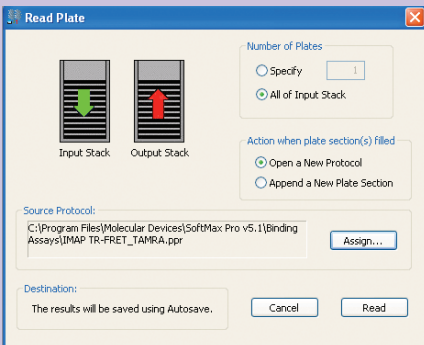 Read Plate
Number of Plates
Specify 1
All of Input Stack
Input Stack Output Stack
Action when plate section(s) filled
Open a New Protocol
Append a New Plate Section
Source Protocol:
C:\Program Files\Molecular Devices\SoftMax Pro v5.1\Binding
Assays\IMAP TR-FRET_TAMRA.ppr
Assign...
Destination:
The results will be saved using Autosave.
Cancel Read